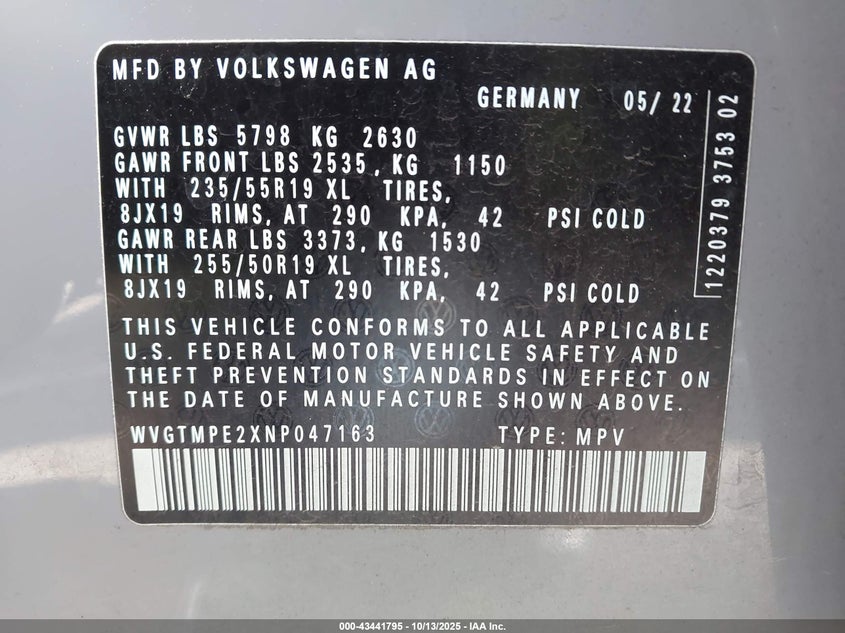 MFD BY VOLKSWAGEN AG
GERMANY 05/ 22
GVWR LBS 5798 KG 2630
GAWR FRONT LBS 2535, KG 1150
WITH 235/55R19 XL TIRES,
8JX19 RIMS, AT 290 KPA, 42 PSI COLD
GAWR REAR LBS 3373, KG 1530
WITH 255/50R19 XL TIRES,
8JX19 RIMS, AT 290 KPA, 42 PSI COLD
THIS VEHICLE CONFORMS TO ALL APPLICABLE
U.S. FEDERAL MOTOR VEHICLE SAFETY AND
THEFT PREVENTION STANDARDS IN EFFECT ON
THE DATE OF MANUFACTURE SHOWN ABOVE.
WVGTMPE2XNP047163 TYPE: MPV
1220379 3753 02
000-43441795 - 10/13/2025 - IAA Inc.